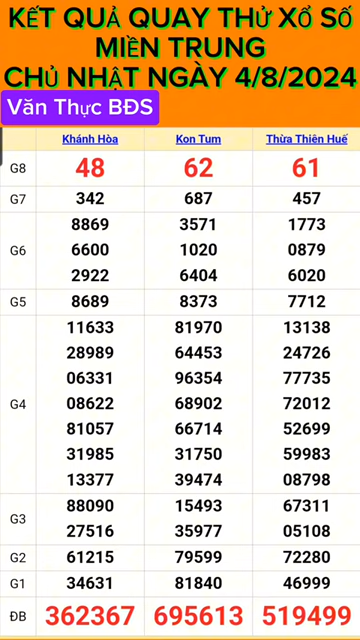 KẾT QUẢ QUAY THỬ XỔ SỐ
MIỀN TRUNG
CHỦ NHẬT NGÀY 4/8/2024
Văn Thực BĐS
Khánh Hòa Kon Tum Thừa Thiên Huế
G8 48 62 61
G7 342 687 457
8869 3571 1773
G6 6600 1020 0879
2922 6404 6020
G5 8689 8373 7712
11633 81970 13138
28989 64453 24726
06331 96354 77735
G4 08622 68902 72012
81057 66714 52699
31985 31750 59983
13377 39474 08798
G3 88090 15493 67311
27516 35977 05108
G2 61215 79599 72280
G1 34631 81840 46999
ĐB 362367 695613 519499